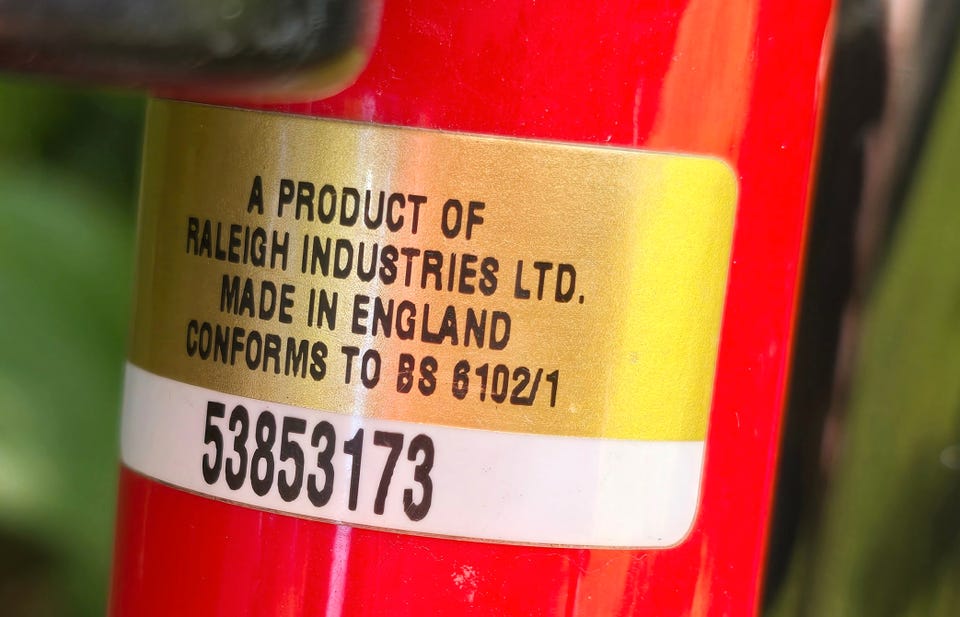 A PRODUCT OF
RALEIGH INDUSTRIES LTD.
MADE IN ENGLAND
CONFORMS TO BS 6102/1
53853173